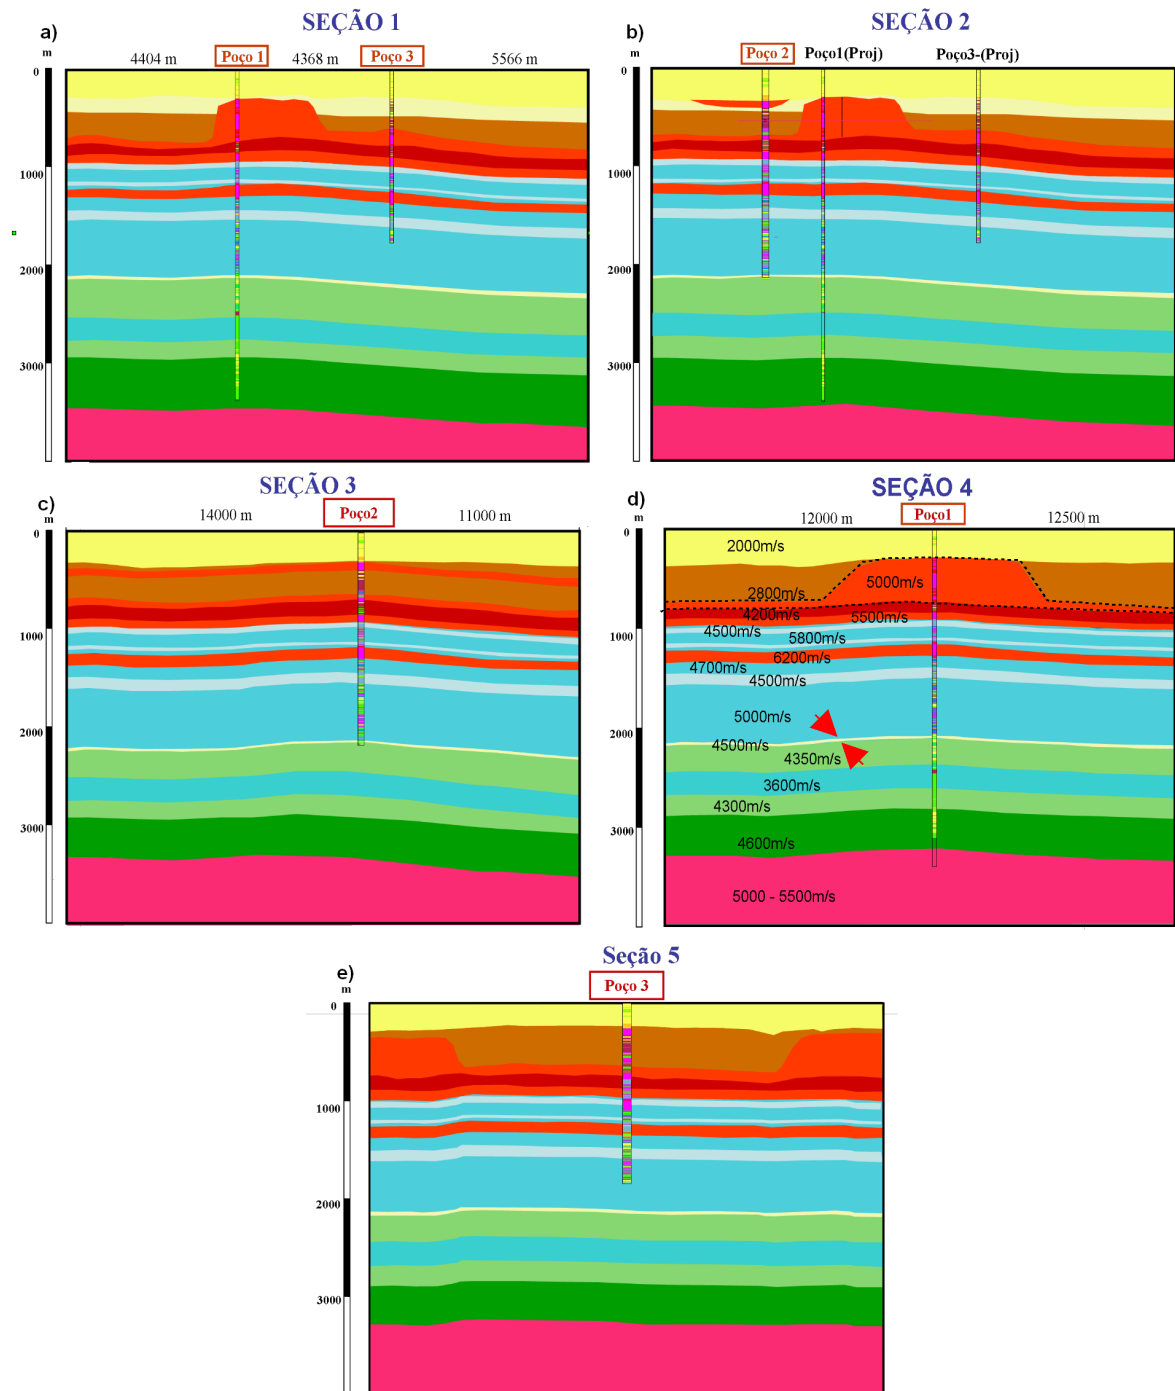 SEÇÃO 1
a)
m
4404 m
Poço 1
4368 m
Poço 3
5566 m
0
1000
2000
3000
SEÇÃO 2
b)
m
Poço 2
Poço1(Proj)
Poço3-(Proj)
0
1000
2000
3000
SEÇÃO 3
c)
m
14000 m
Poço2
11000 m
0
1000
2000
3000
SEÇÃO 4
d)
m
12000 m
Poço1
12500 m
0
1000
2000
3000
2000m/s
5000m/s
2800m/s
4200m/s
5500m/s
4500m/s
5800m/s
6200m/s
4700m/s
4500m/s
5000m/s
4500m/s
4350m/s
3600m/s
4300m/s
4600m/s
5000 - 5500m/s
Seção 5
e)
m
Poço 3
0
1000
2000
3000